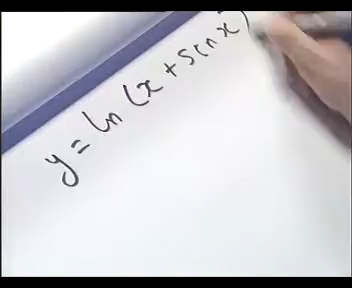 y = ln (x + sin x)